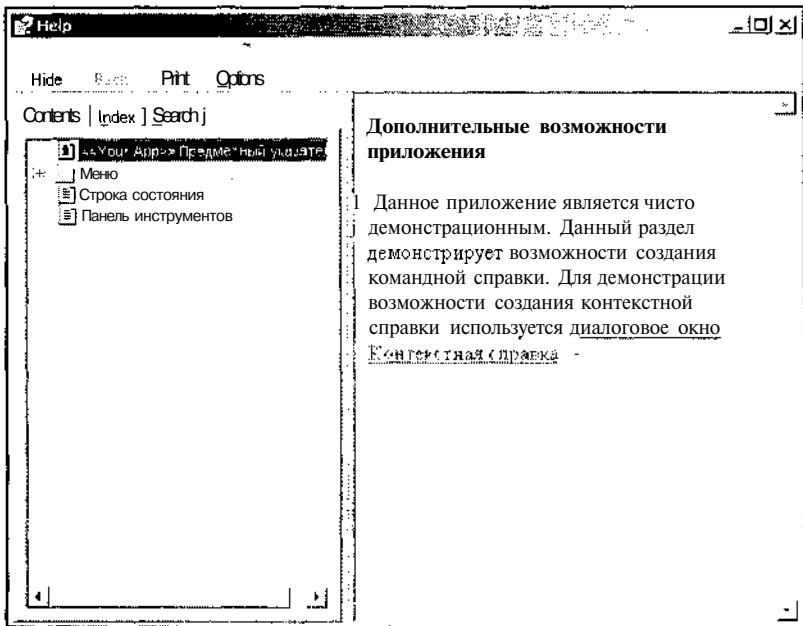 Help
Hide Back Print Options
Contents | Index ] Search j
<<Your App>> Предметный указате
Меню
Строка состояния
Панель инструментов
Дополнительные возможности
приложения
Данное приложение является чисто
демонстрационным. Данный раздел
демонстрирует возможности создания
командной справки. Для демонстрации
возможности создания контекстной
справки используется диалоговое окно
Контекстная справка